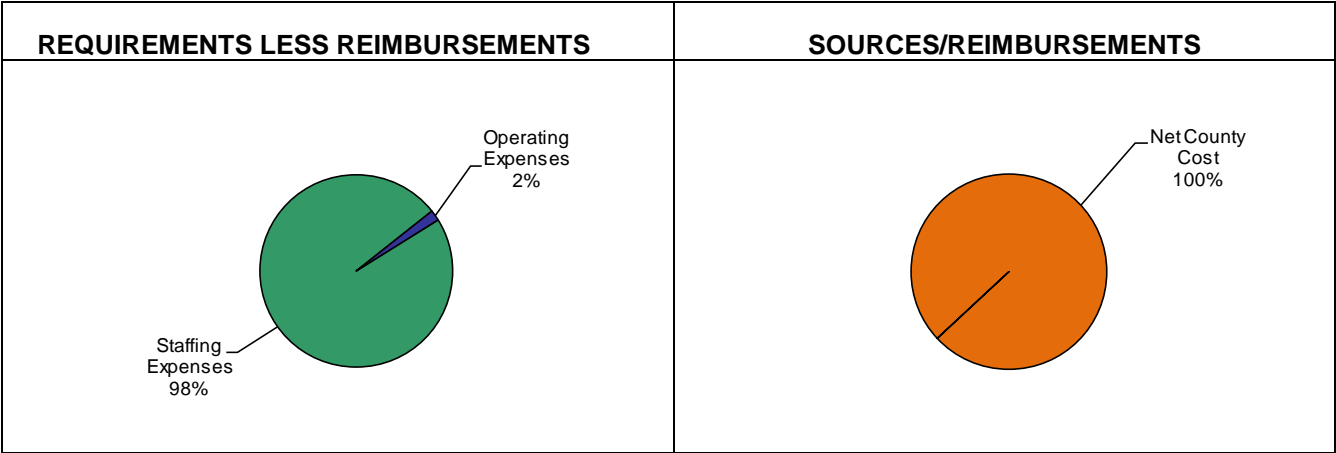 REQUIREMENTS LESS REIMBURSEMENTS
Operating
Expenses
2%
Staffing
Expenses
98%
SOURCES/REIMBURSEMENTS
Net County
Cost
100%